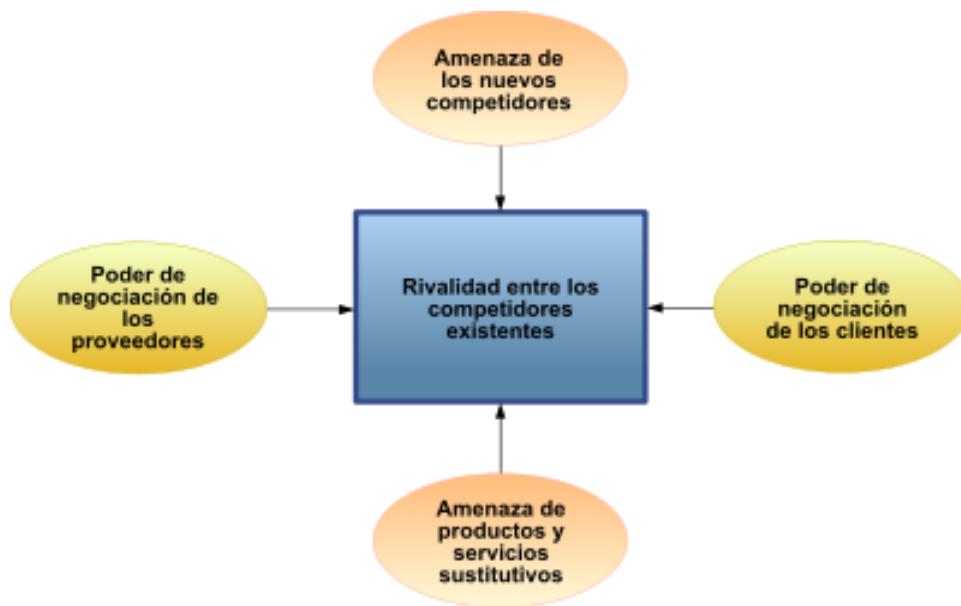 Amenaza de
los nuevos
competidores
Poder de
negociación de
los
proveedores
Rivalidad entre los
competidores
existentes
Poder de
negociación
de los clientes
Amenaza de
productos y
servicios
sustitutivos